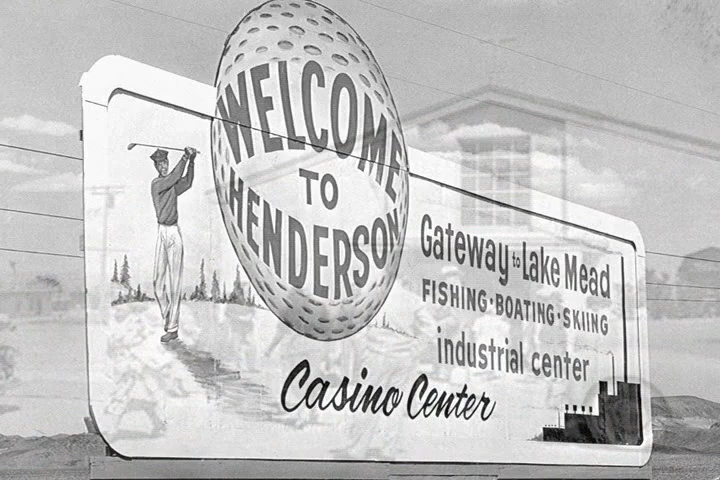 WELCOME
TO
HENDERSON
Gateway to Lake Mead
FISHING·BOATING·SKIING
industrial center
Casino Center